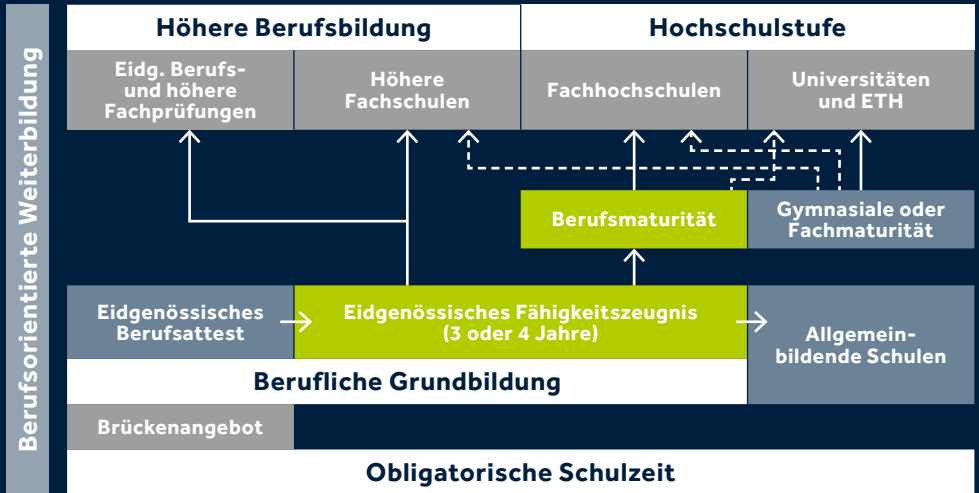 Berufsorientierte Weiterbildung
Höhere Berufsbildung
Hochschulstufe
Eidg. Berufs-
und höhere
Fachprüfungen
Höhere
Fachschulen
Fachhochschulen
Universitäten
und ETH
Berufsmaturität
Gymnasiale oder
Fachmaturität
Eidgenössisches
Berufsattest
Eidgenössisches Fähigkeitszeugnis
(3 oder 4 Jahre)
Allgemein-
bildende Schulen
Berufliche Grundbildung
Brückenangebot
Obligatorische Schulzeit